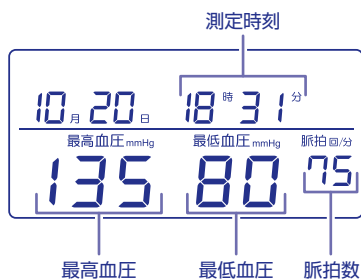 測定時刻
10月20日 18時31分
最高血圧mmHg 最低血圧mmHg 脈拍回/分
135 80 75
最高血圧 最低血圧 脈拍数